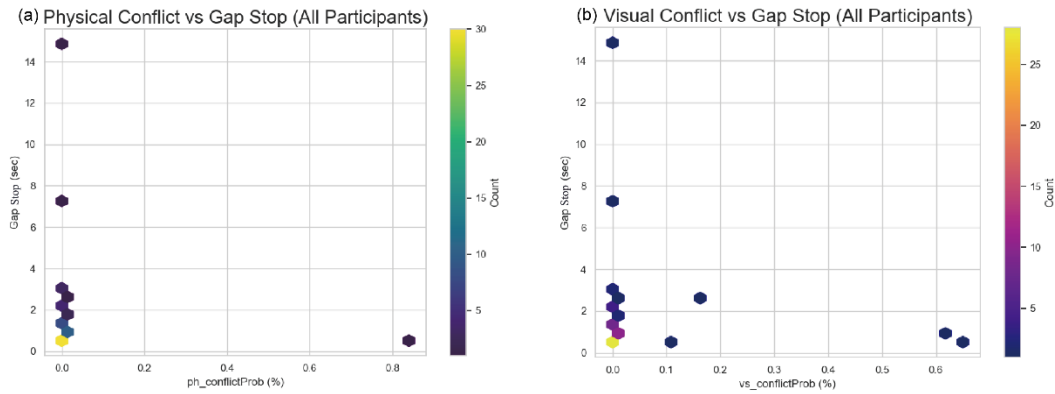 (a) Physical Conflict vs Gap Stop (All Participants)
14
12
10
8
6
4
2
0
Gap Stop (sec)
0.0 0.2 0.4 0.6 0.8
ph_conflictProb (%)
30
25
20
15
10
5
Count
(b) Visual Conflict vs Gap Stop (All Participants)
14
12
10
8
6
4
2
0
Gap Stop (sec)
0.0 0.1 0.2 0.3 0.4 0.5 0.6
vs_conflictProb (%)
25
20
15
10
5
Count